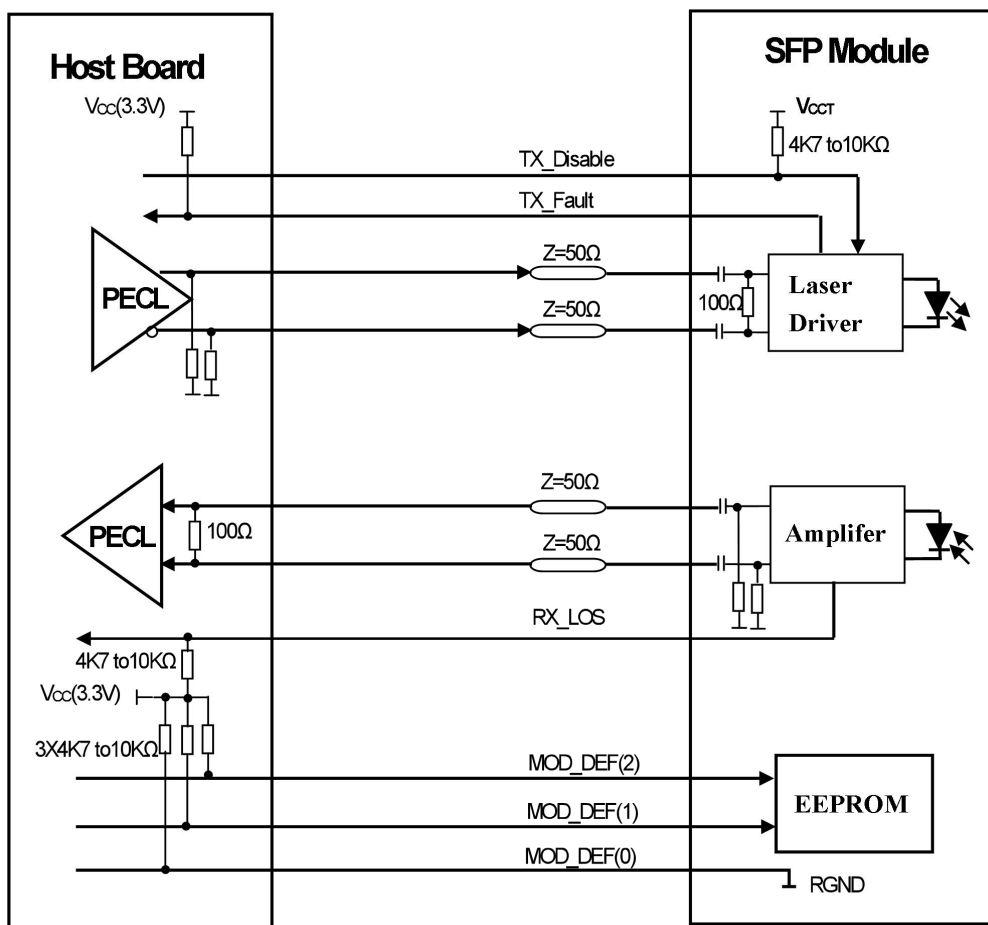 Host Board
SFP Module
VCC(3.3V)
VCCT
4K7 to10KΩ
TX_Disable
TX_Fault
Z=50Ω
PECL
Z=50Ω
100Ω
Laser
Driver
Z=50Ω
PECL
100Ω
Z=50Ω
Amplifer
RX_LOS
4K7 to10KΩ
VCC(3.3V)
3X4K7 to10KΩ
MOD_DEF(2)
MOD_DEF(1)
EEPROM
MOD_DEF(0)
RGND